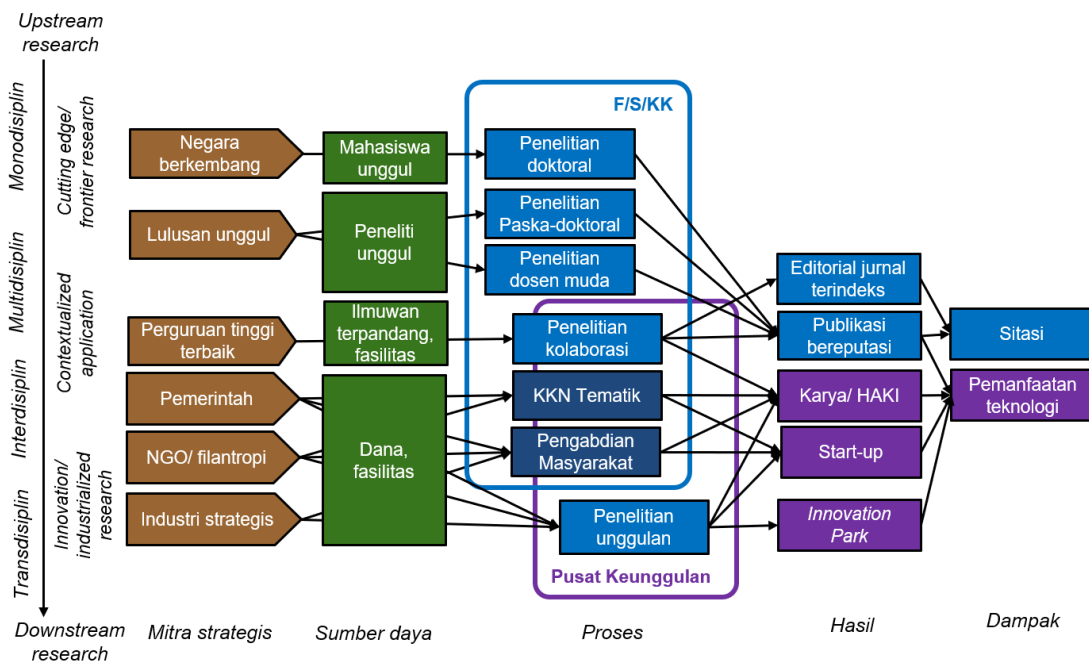 Upstream
research
Monodisiplin
Multidisiplin
Interdisiplin
Transdisiplin
Cutting edge/
frontier research
Contextualized
application
Innovation/
industrialized
research
Downstream
research
Negara
berkembang
Lulusan unggul
Perguruan tinggi
terbaik
Pemerintah
NGO/ filantropi
Industri strategis
Mitra strategis
Mahasiswa
unggul
Peneliti
unggul
Ilmuwan
terpandang,
fasilitas
Dana,
fasilitas
Sumber daya
F/S/KK
Penelitian
doktoral
Penelitian
Paska-doktoral
Penelitian
dosen muda
Penelitian
kolaborasi
KKN Tematik
Pengabdian
Masyarakat
Penelitian
unggulan
Pusat Keunggulan
Proses
Editorial jurnal
terindeks
Publikasi
bereputasi
Karya/ HAKI
Start-up
Innovation
Park
Hasil
Sitasi
Pemanfaatan
teknologi
Dampak